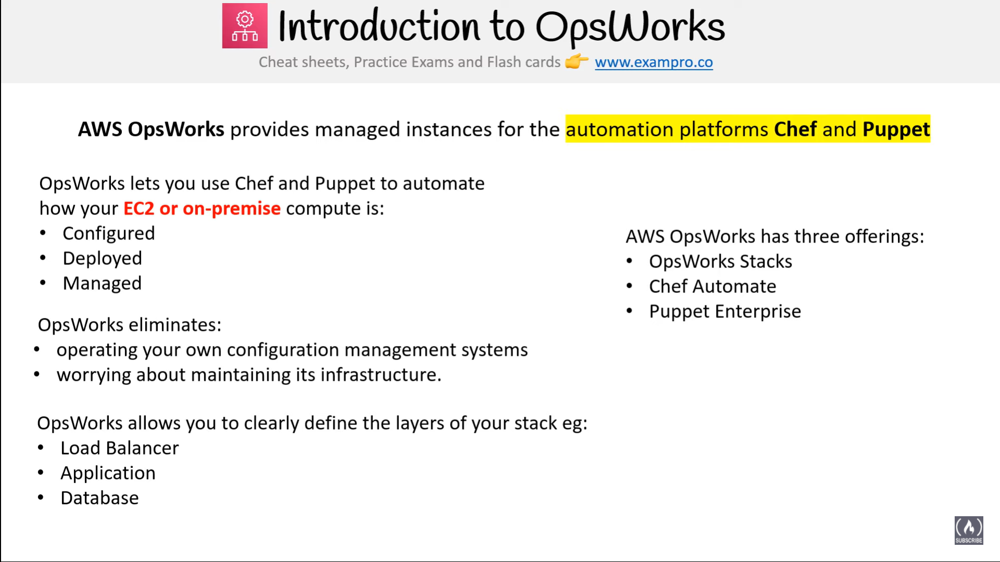 Introduction to OpsWorks
Cheat sheets, Practice Exams and Flash cards 👉 www.exampro.co
AWS OpsWorks provides managed instances for the automation platforms Chef and Puppet
OpsWorks lets you use Chef and Puppet to automate
how your EC2 or on-premise compute is:
• Configured
• Deployed
• Managed
OpsWorks eliminates:
• operating your own configuration management systems
• worrying about maintaining its infrastructure.
OpsWorks allows you to clearly define the layers of your stack eg:
• Load Balancer
• Application
• Database
AWS OpsWorks has three offerings:
• OpsWorks Stacks
• Chef Automate
• Puppet Enterprise
SUBSCRIBE